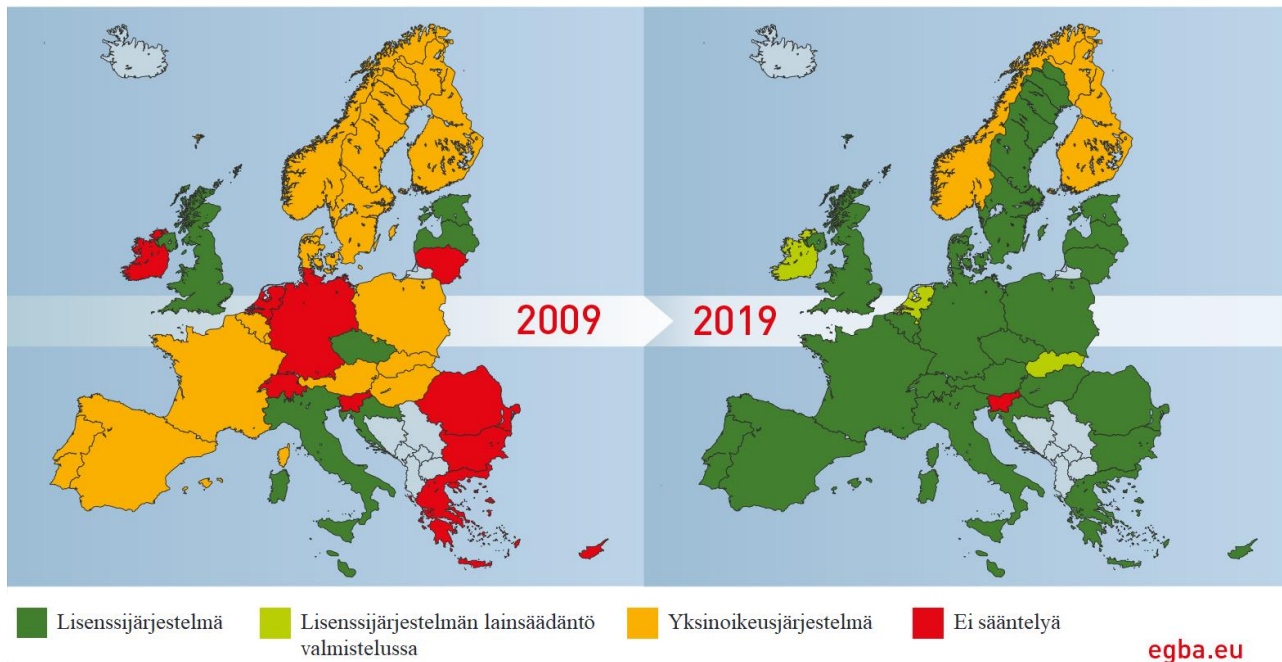 2009
2019
Lisenssijärjestelmä
Lisenssijärjestelmän lainsäädäntö
valmistelussa
Yksinoikeusjärjestelmä
Ei sääntelyä
egba.eu